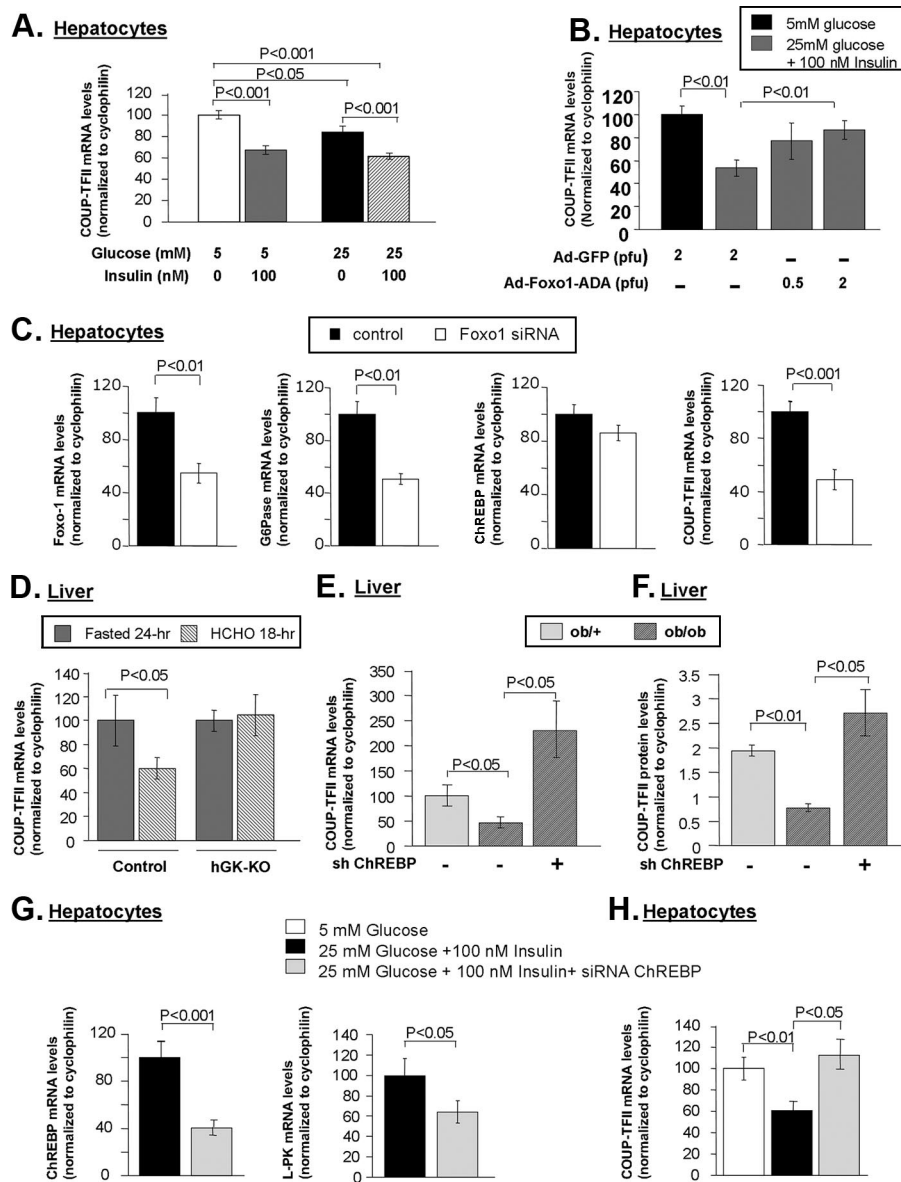 A. Hepatocytes
P<0.001
P<0.05
P<0.001
P<0.001
COUP-TFII mRNA levels
(normalized to cyclophilin)
120
100
80
60
40
20
0
Glucose (mM) 5 5 25 25
Insulin (nM) 0 100 0 100
B. Hepatocytes
5mM glucose
25mM glucose
+ 100 nM Insulin
P<0.01
P<0.01
COUP-TFII mRNA levels
(Normalized to cyclophilin)
0
20
40
60
80
100
120
Ad-GFP (pfu) 2 2 – –
Ad-Foxo1-ADA (pfu) – – 0.5 2
C. Hepatocytes
control Foxo1 siRNA
P<0.01
Foxo-1 mRNA levels
(normalized to cyclophilin)
120
80
40
0
P<0.01
G6Pase mRNA levels
(normalized to cyclophilin)
120
80
40
0
ChREBP mRNA levels
(normalized to cyclophilin)
120
80
40
0
P<0.001
COUP-TFII mRNA levels
(normalized to cyclophilin)
120
80
40
0
D. Liver
Fasted 24-hr HCHO 18-hr
P<0.05
COUP-TFII mRNA levels
(normalized to cyclophilin)
140
120
100
80
60
40
20
0
Control hGK-KO
E. Liver
F. Liver
ob/+ ob/ob
P<0.05
P<0.05
COUP-TFII mRNA levels
(normalized to cyclophilin)
350
300
250
200
150
100
50
0
sh ChREBP - - +
P<0.05
P<0.01
COUP-TFII protein levels
(normalized to cyclophilin)
3.5
3
2.5
2
1.5
1
0.5
0
sh ChREBP - - +
G. Hepatocytes
H. Hepatocytes
5 mM Glucose
25 mM Glucose +100 nM Insulin
25 mM Glucose + 100 nM Insulin+ siRNA ChREBP
P<0.001
ChREBP mRNA levels
(normalized to cyclophilin)
120
80
40
0
P<0.05
L-PK mRNA levels
(normalized to cyclophilin)
140
120
100
80
60
40
20
0
P<0.05
P<0.01
COUP-TFII mRNA levels
(normalized to cyclophilin)
120
100
80
60
40
20
0